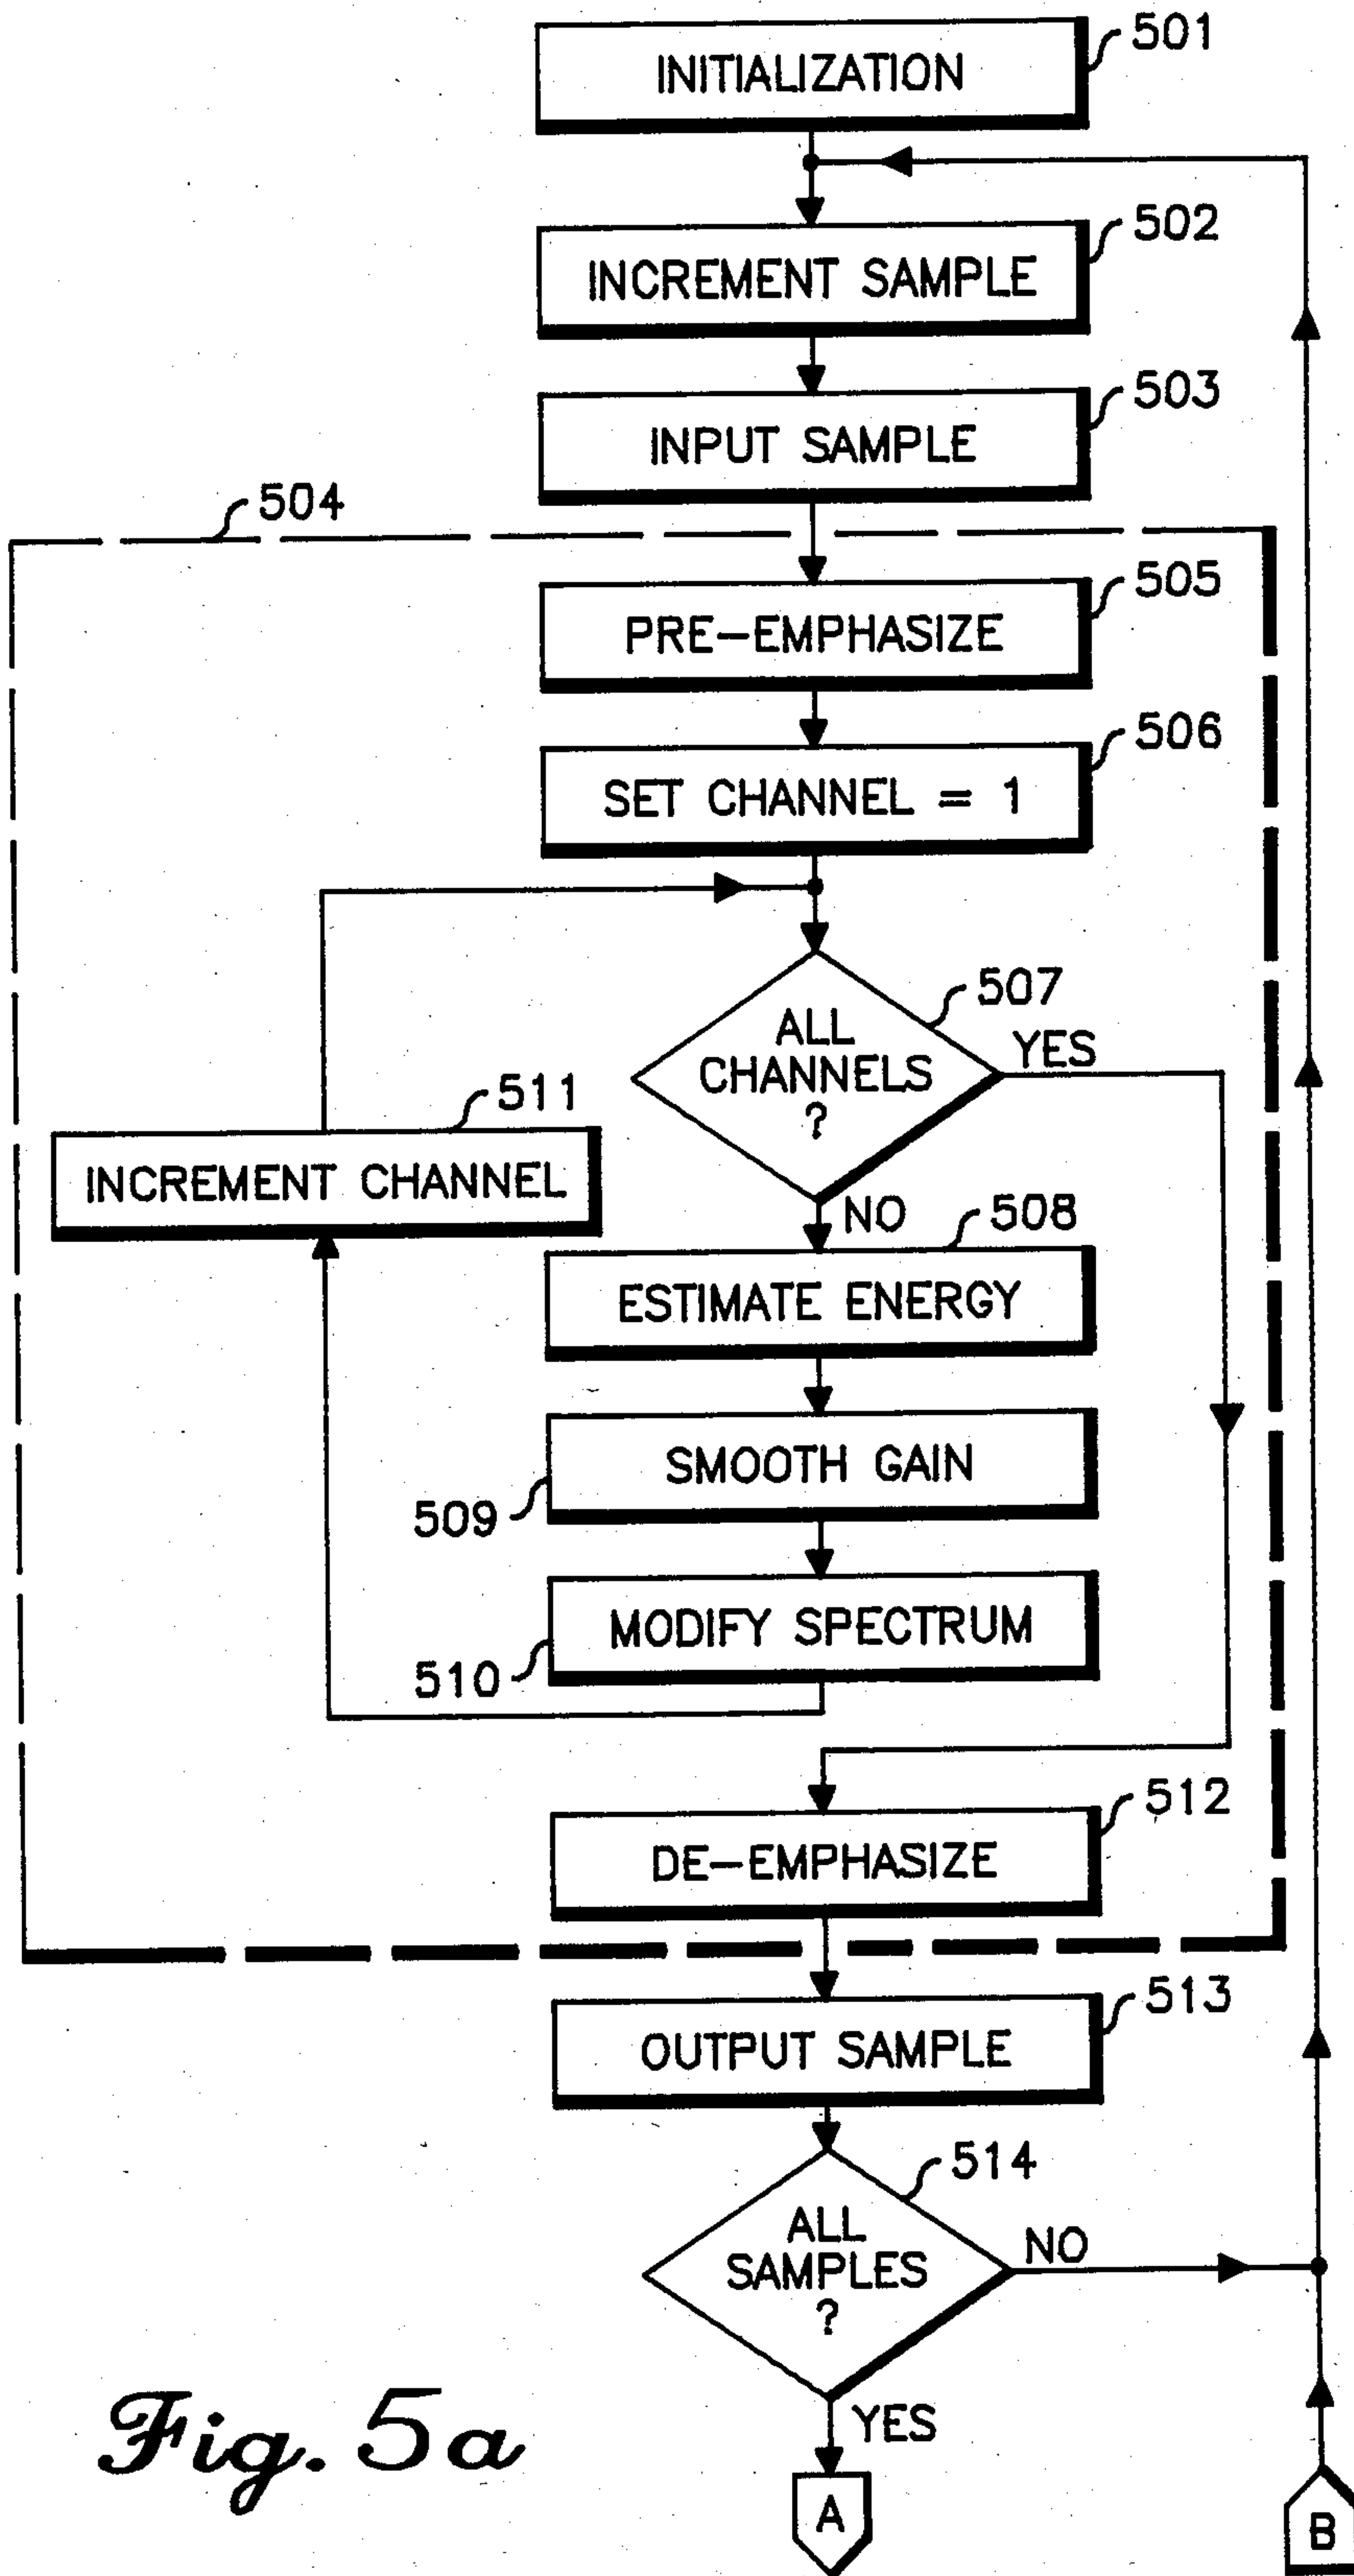 501
INITIALIZATION
502
INCREMENT SAMPLE
503
INPUT SAMPLE
504
505
PRE-EMPHASIZE
506
SET CHANNEL = 1
507
ALL
CHANNELS
?
YES
511
INCREMENT CHANNEL
NO
508
ESTIMATE ENERGY
SMOOTH GAIN
509
MODIFY SPECTRUM
510
512
DE-EMPHASIZE
513
OUTPUT SAMPLE
514
ALL
SAMPLES
?
NO
YES
A
B
Fig. 5a